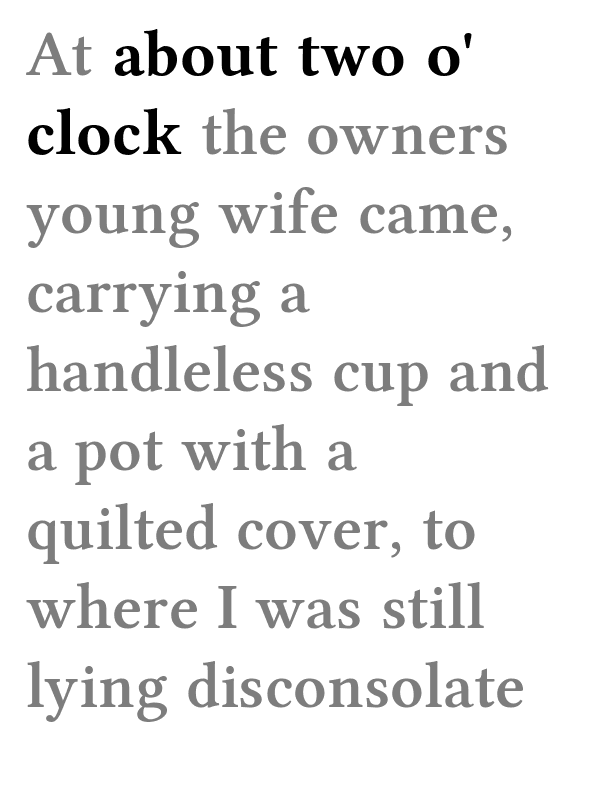 At about two o'
clock the owners
young wife came,
carrying a
handleless cup and
a pot with a
quilted cover, to
where I was still
lying disconsolate